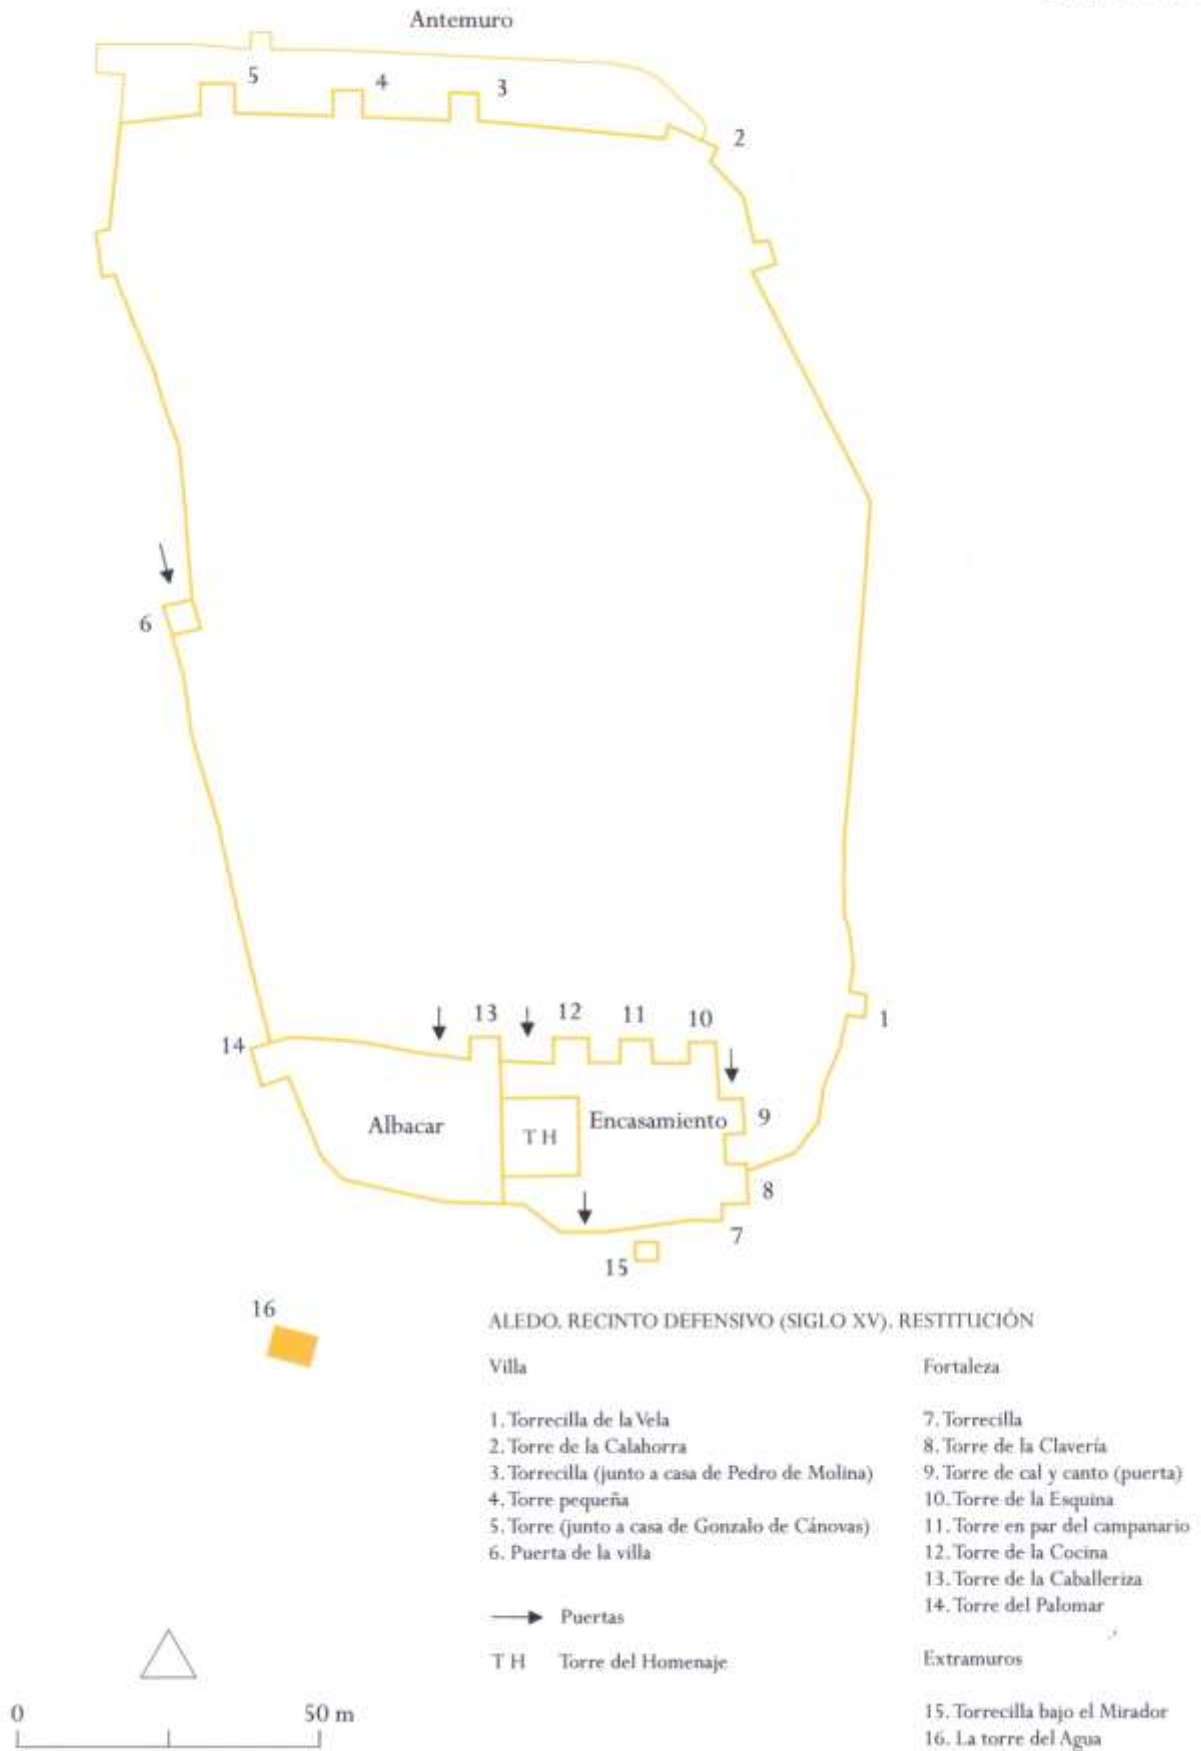 Antemuro
5
4
3
2
6
13
12
11
10
1
14
Albacar
T H
Encasamiento
9
8
7
15
16
ALEDO. RECINTO DEFENSIVO (SIGLO XV). RESTITUCIÓN
Villa
1. Torrecilla de la Vela
2. Torre de la Calahorra
3. Torrecilla (junto a casa de Pedro de Molina)
4. Torre pequeña
5. Torre (junto a casa de Gonzalo de Cánovas)
6. Puerta de la villa
Puertas
T H Torre del Homenaje
Fortaleza
7. Torrecilla
8. Torre de la Clavería
9. Torre de cal y canto (puerta)
10. Torre de la Esquina
11. Torre en par del campanario
12. Torre de la Cocina
13. Torre de la Caballeriza
14. Torre del Palomar
Extramuros
15. Torrecilla bajo el Mirador
16. La torre del Agua
0 50 m